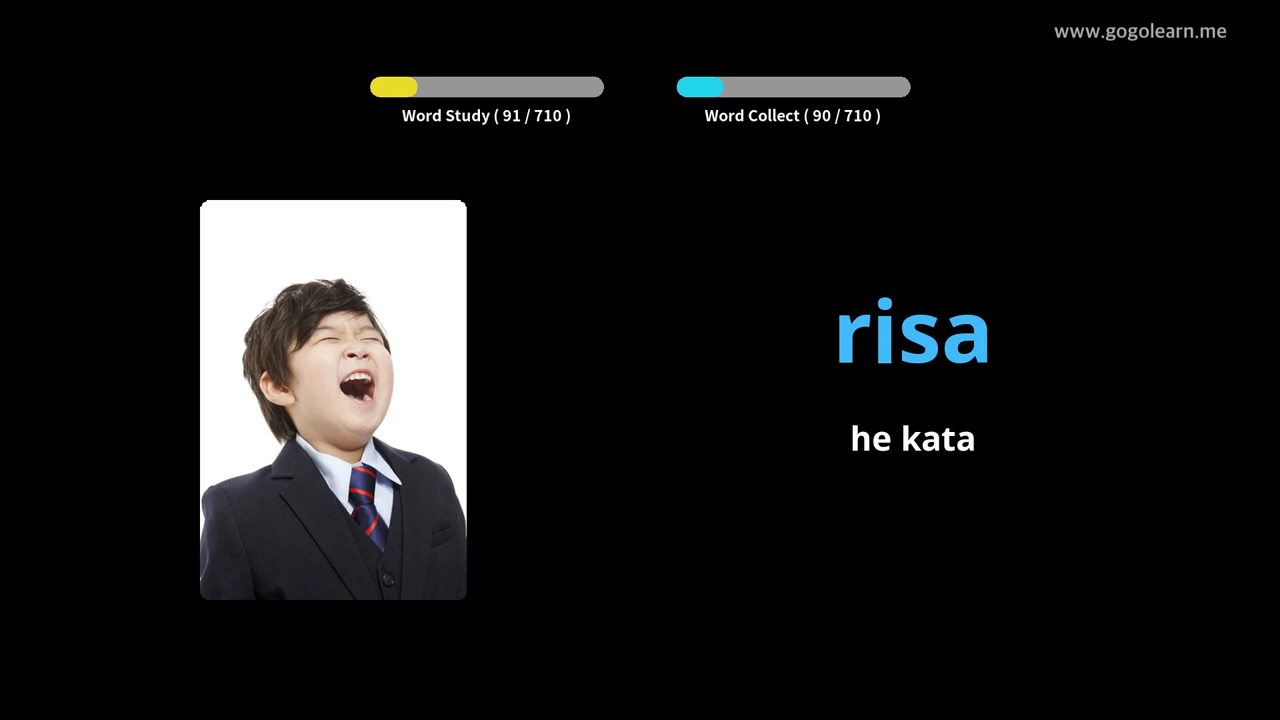 www.gogolearn.me
Word Study ( 91 / 710 )
Word Collect ( 90 / 710 )
risa
he kata